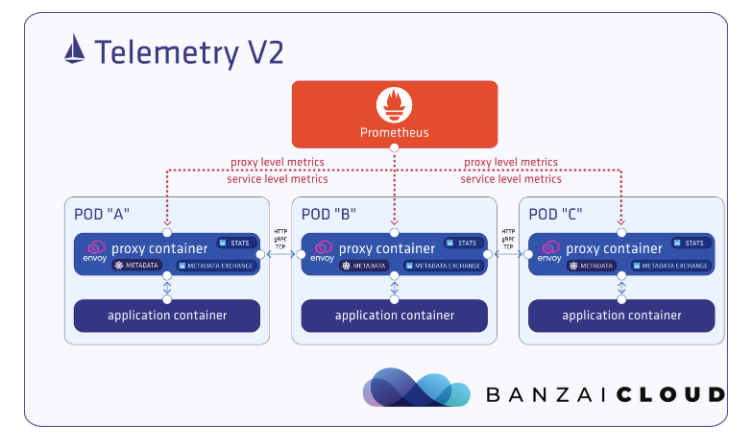 Telemetry V2
Prometheus
proxy level metrics
proxy level metrics
service level metrics
service level metrics
POD "A"
POD "B"
POD "C"
HTTP
gRPC
TCP
HTTP
gRPC
TCP
envoy
proxy container
STATS
METADATA
METADATA EXCHANGE
envoy
proxy container
STATS
METADATA
METADATA EXCHANGE
envoy
proxy container
STATS
METADATA
METADATA EXCHANGE
application container
application container
application container
BANZAICLOUD